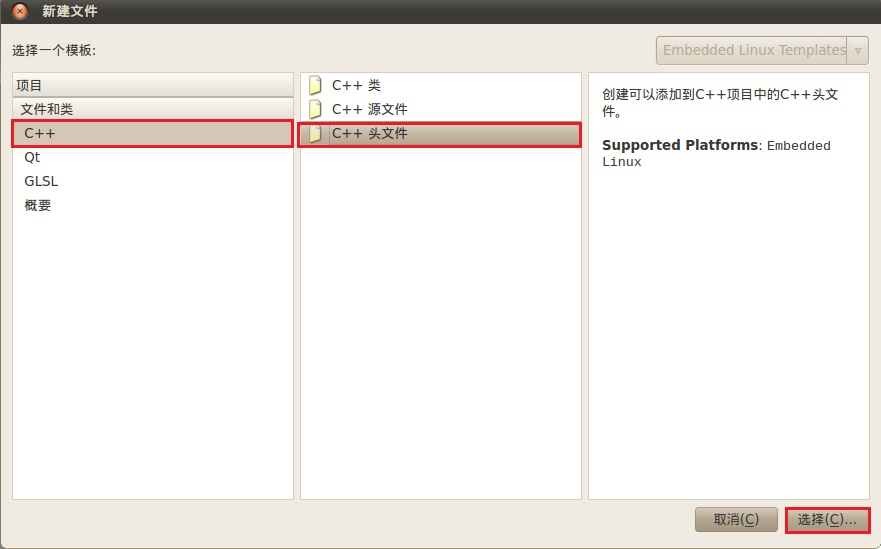 新建文件
选择一个模板:
Embedded Linux Templates
项目
文件和类
C++
Qt
GLSL
概要
C++ 类
C++ 源文件
C++ 头文件
创建可以添加到C++项目中的C++头文
件。
Supported Platforms: Embedded
Linux
取消(C)
选择(C)...